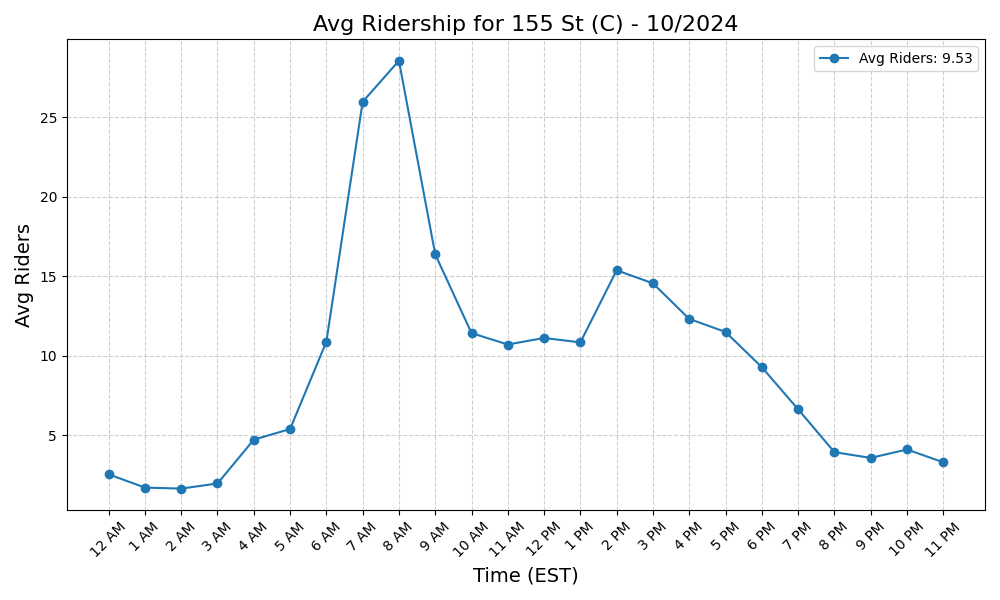 Avg Ridership for 155 St (C) - 10/2024
Avg Riders: 9.53
Avg Riders
25
20
15
10
5
12 AM
1 AM
2 AM
3 AM
4 AM
5 AM
6 AM
7 AM
8 AM
9 AM
10 AM
11 AM
12 PM
1 PM
2 PM
3 PM
4 PM
5 PM
6 PM
7 PM
8 PM
9 PM
10 PM
11 PM
Time (EST)